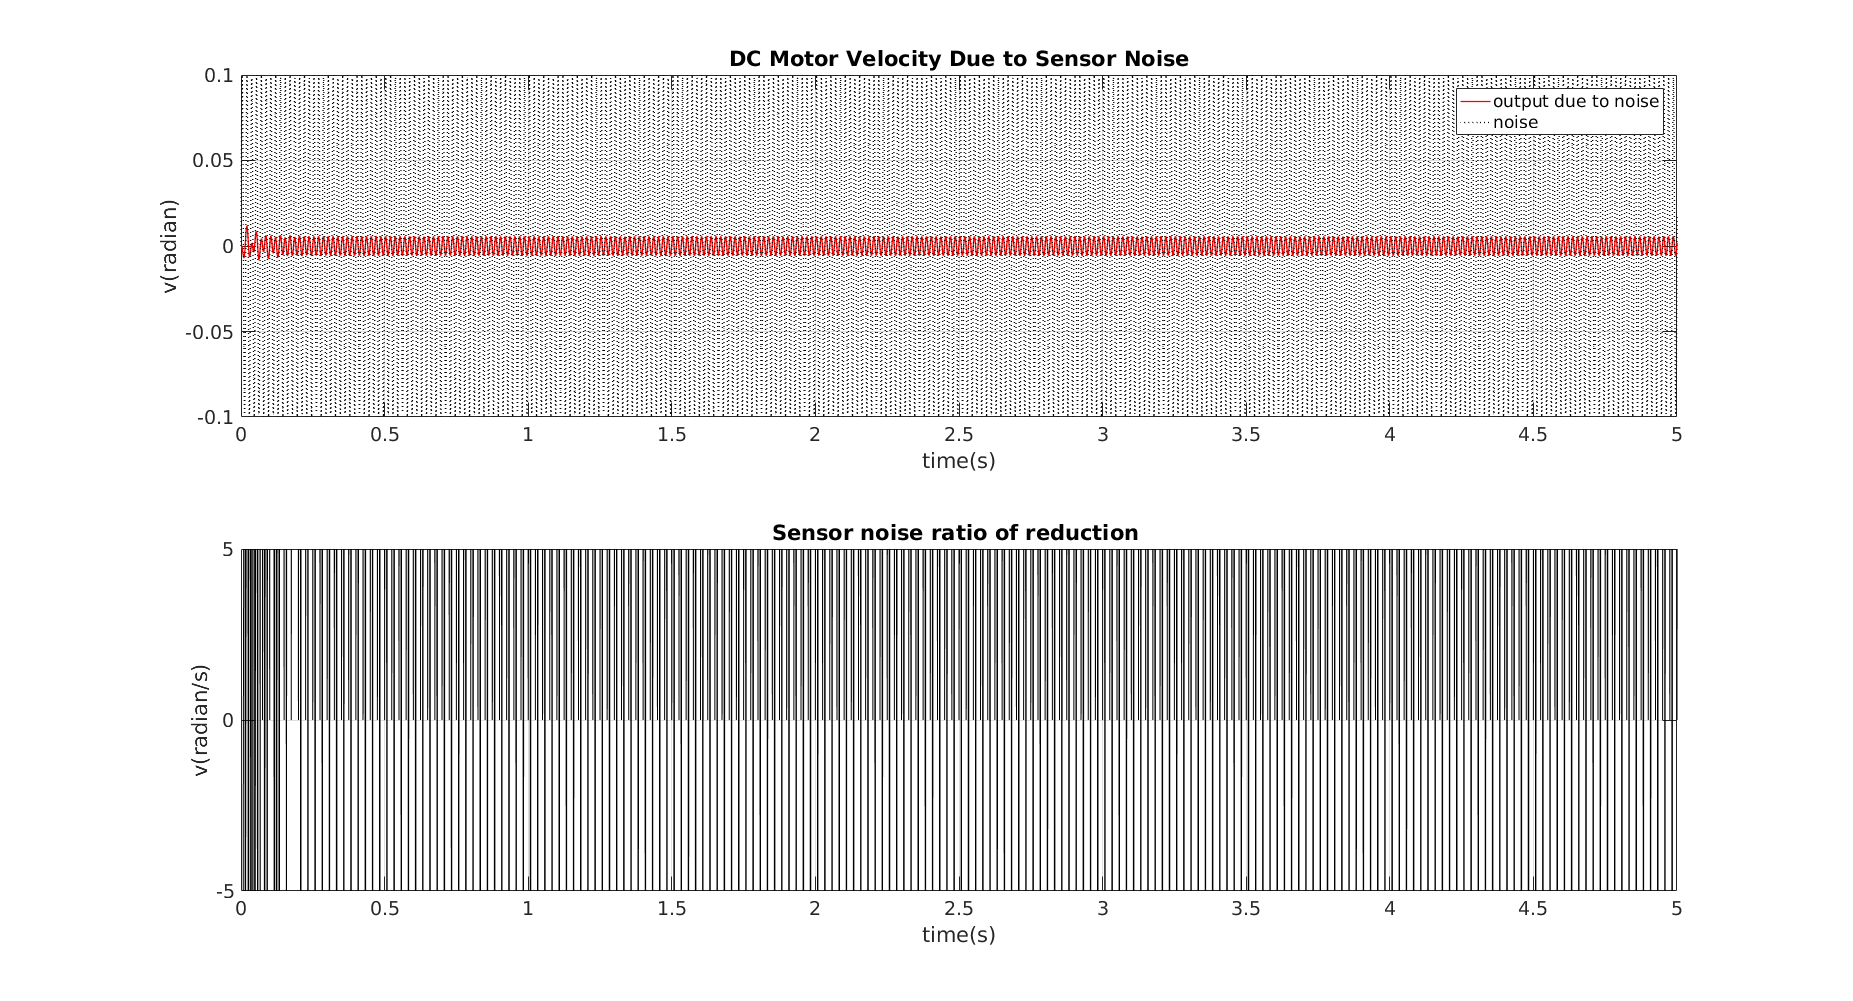 DC Motor Velocity Due to Sensor Noise
0.1
0.05
0
-0.05
-0.1
v(radian)
output due to noise
noise
0 0.5 1 1.5 2 2.5 3 3.5 4 4.5 5
time(s)
Sensor noise ratio of reduction
5
0
-5
v(radian/s)
0 0.5 1 1.5 2 2.5 3 3.5 4 4.5 5
time(s)